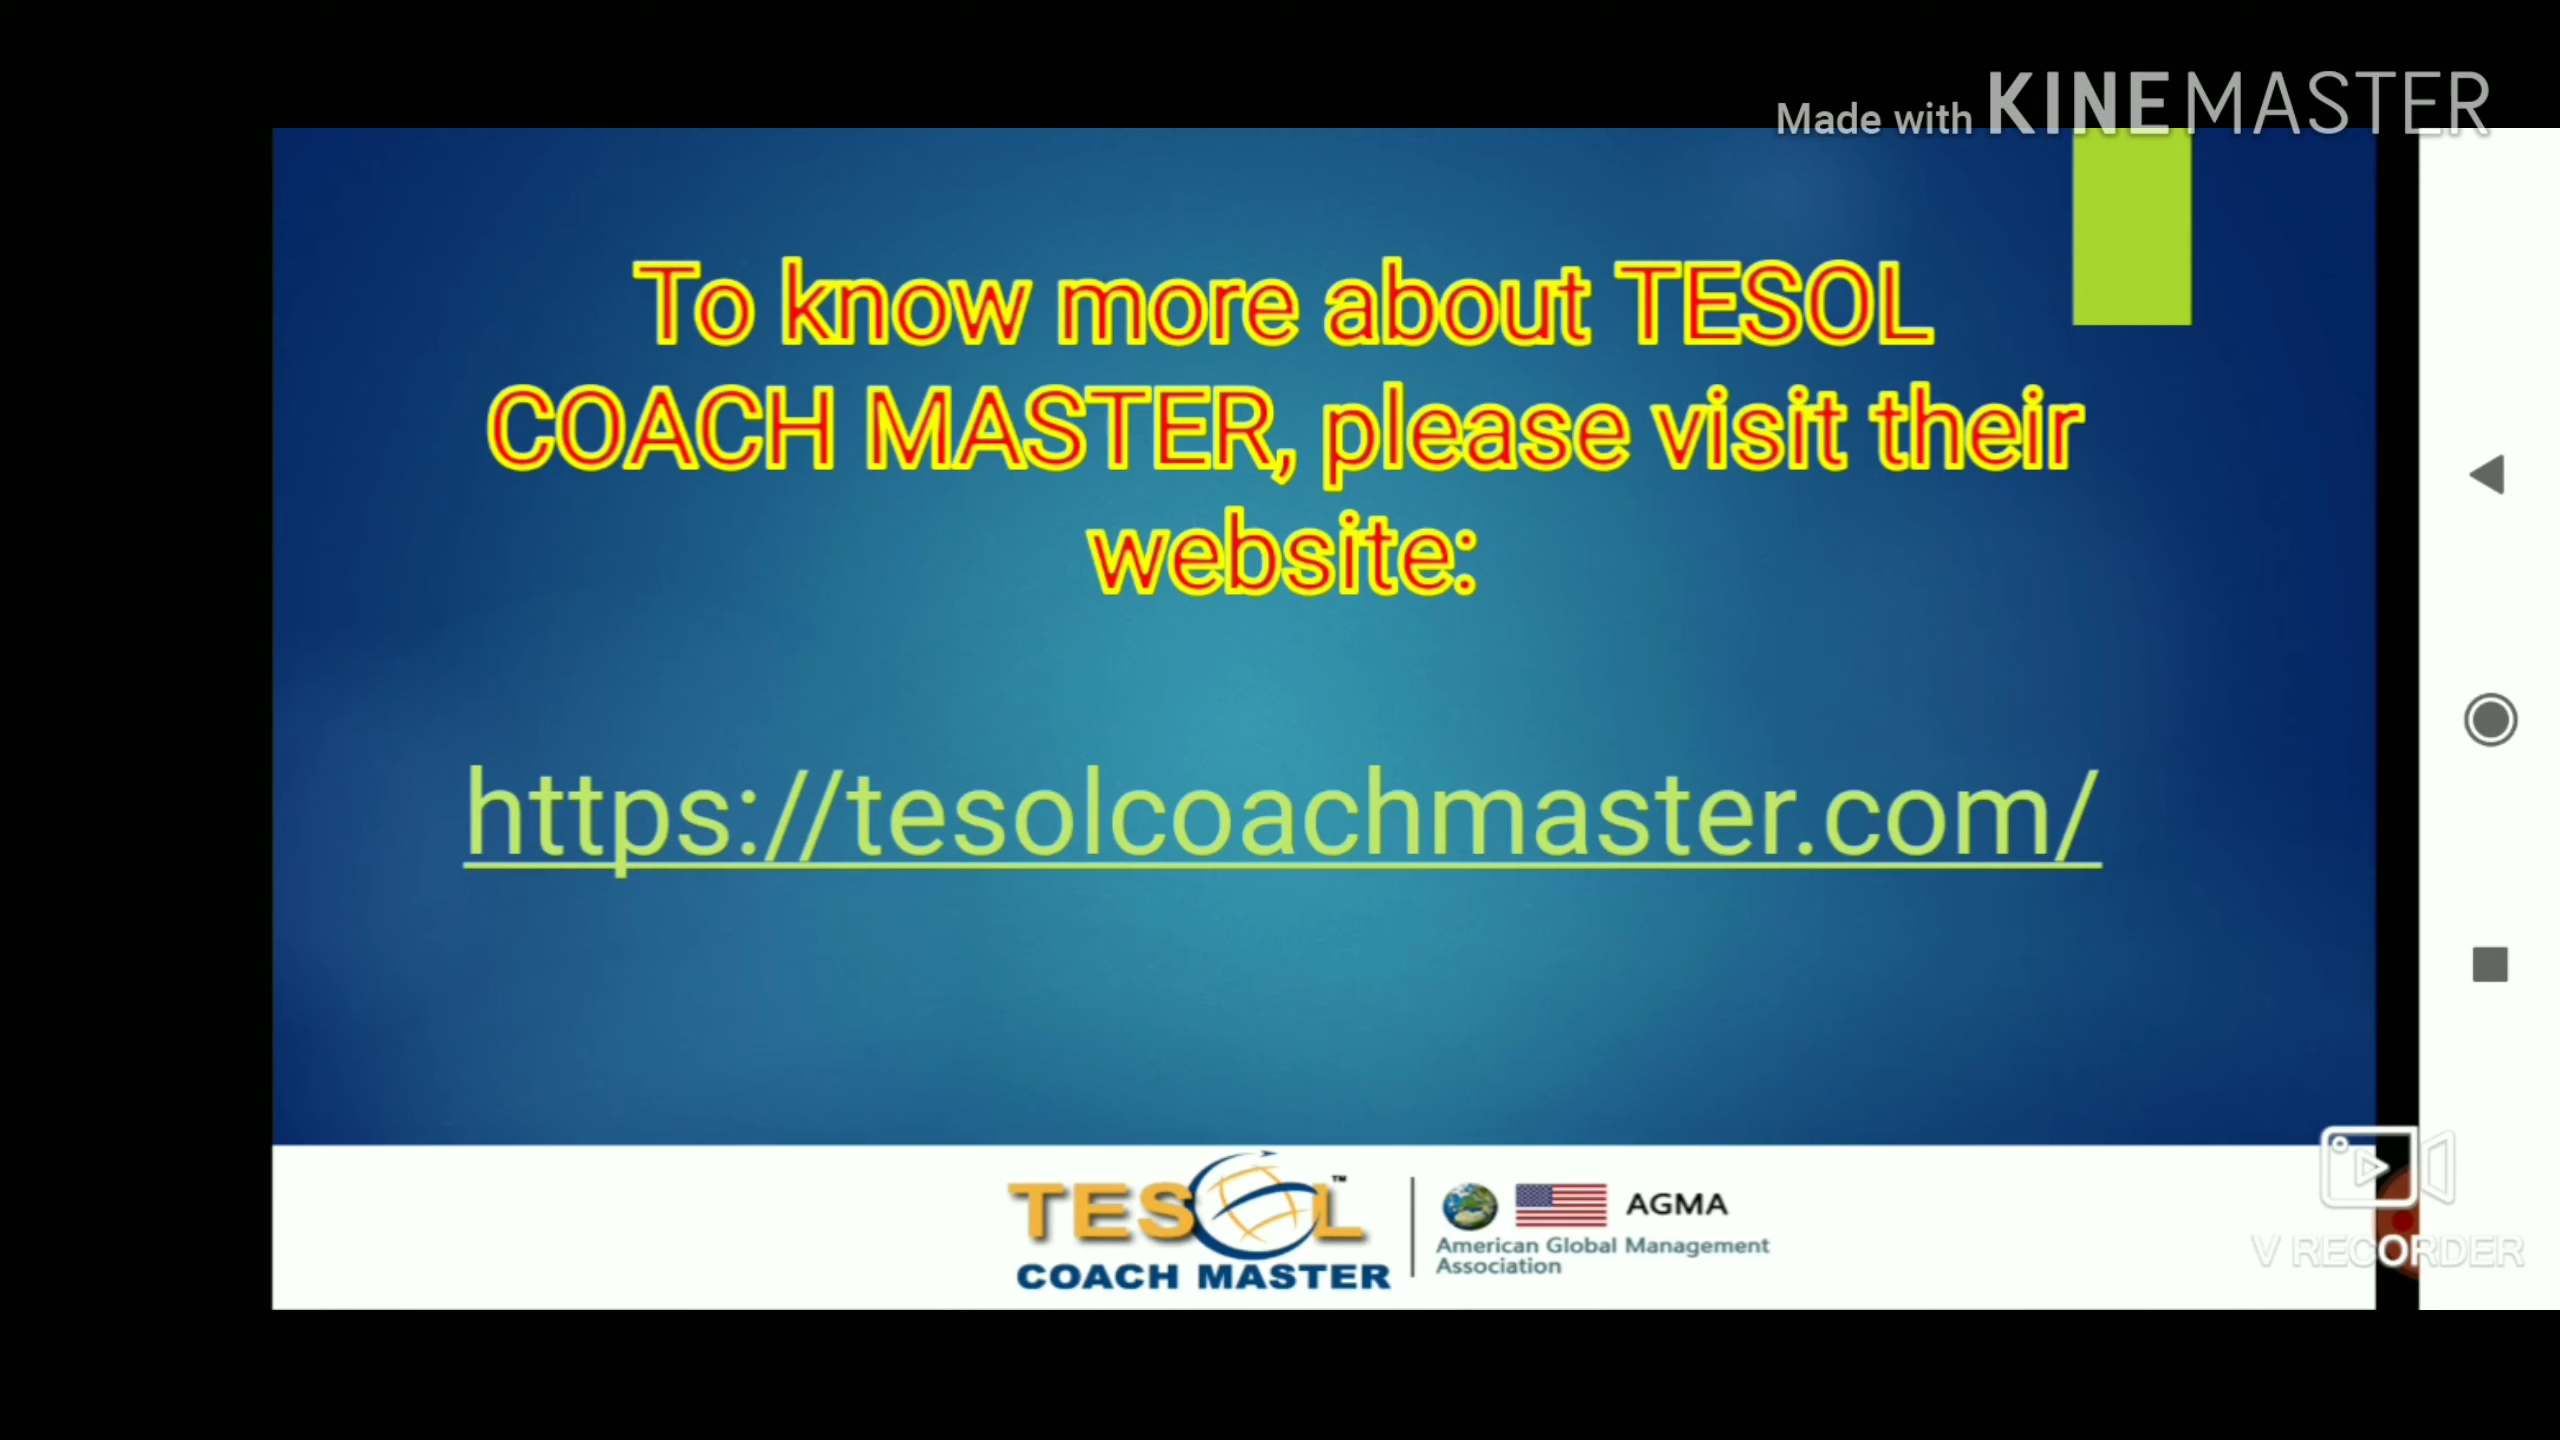 Made with KINEMASTER
To know more about TESOL
COACH MASTER, please visit their
website:
https://tesolcoachmaster.com/
TESOL™
COACH MASTER
AGMA
American Global Management
Association
V RECORDER